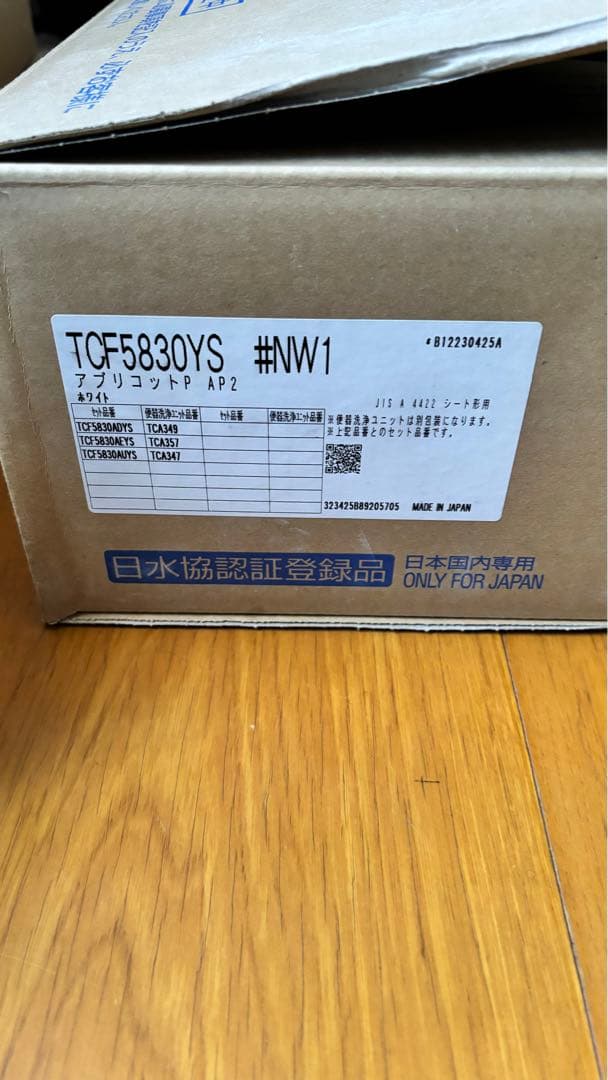 TCF5830YS #NW1
*B12230425A
アプリコットP AP2
ホワイト
JIS A 4422 シート形用
セット品番 便器洗浄ユニット品番 セット品番 便器洗浄ユニット品番
※便器洗浄ユニットは別包装になります。
TCF5830ADYS TCA349
※上記品番とのセット品番です。
TCF5830AEYS TCA357
TCF5830AUYS TCA347
323425B89205705 MADE IN JAPAN
日水協認証登録品
日本国内専用
ONLY FOR JAPAN